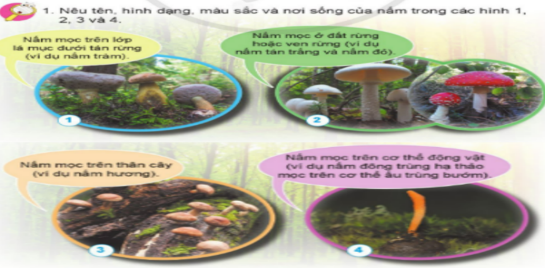 1. Nêu tên, hình dạng, màu sắc và nơi sống của nấm trong các hình 1,
2, 3 và 4.
Nấm mọc trên lớp
lá mục dưới tán rừng
(ví dụ nấm tràm).
Nấm mọc ở đất rừng
hoặc ven rừng (ví dụ
nấm tán trắng và nấm đỏ).
1
2
Nấm mọc trên thân cây
(ví dụ nấm hương).
Nấm mọc trên cơ thể động vật
(ví dụ nấm đông trùng hạ thảo
mọc trên cơ thể ấu trùng bướm).
3
4